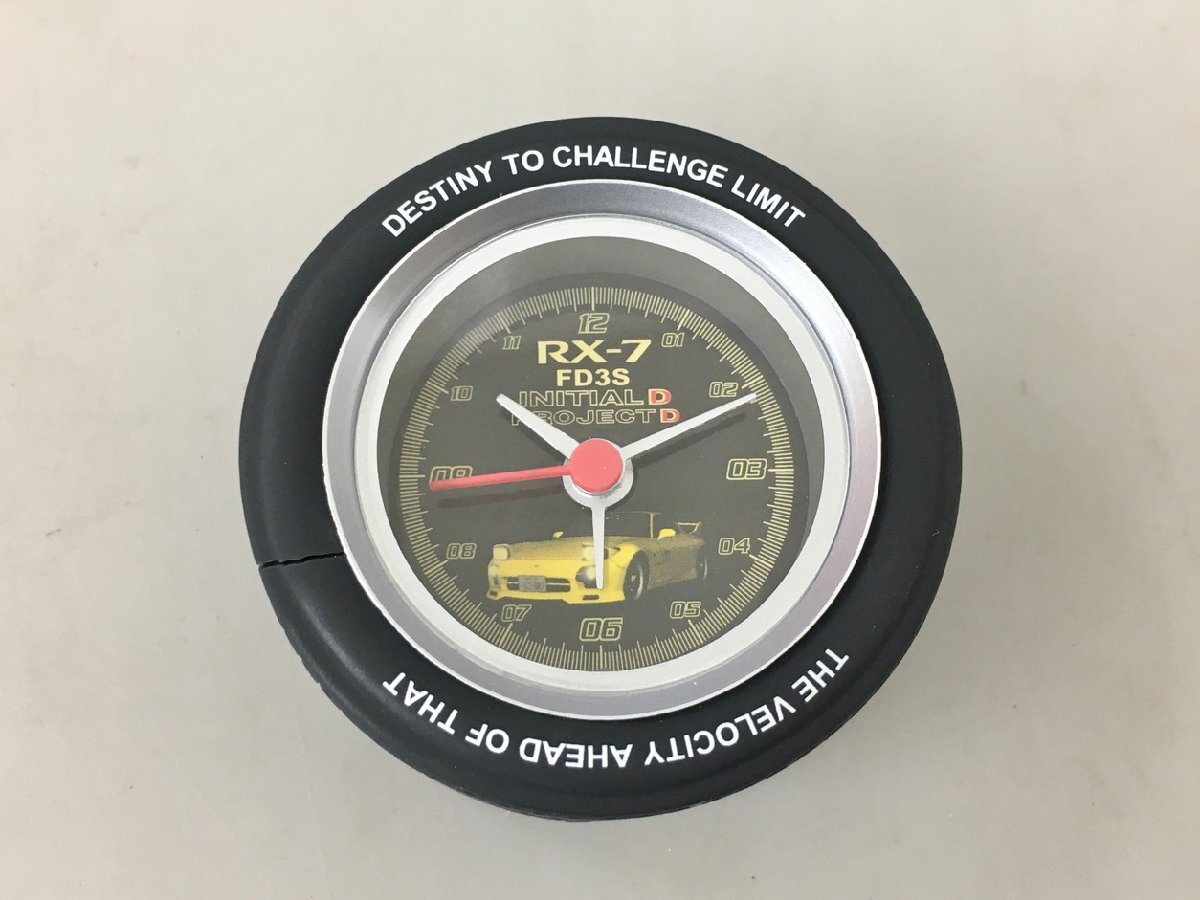 DESTINY TO CHALLENGE LIMIT
12
11
01
RX-7
10
FD3S
02
INITIAL D
PROJECT D
09
03
08
04
07
05
06
THE VELOCITY AHEAD OF THAT